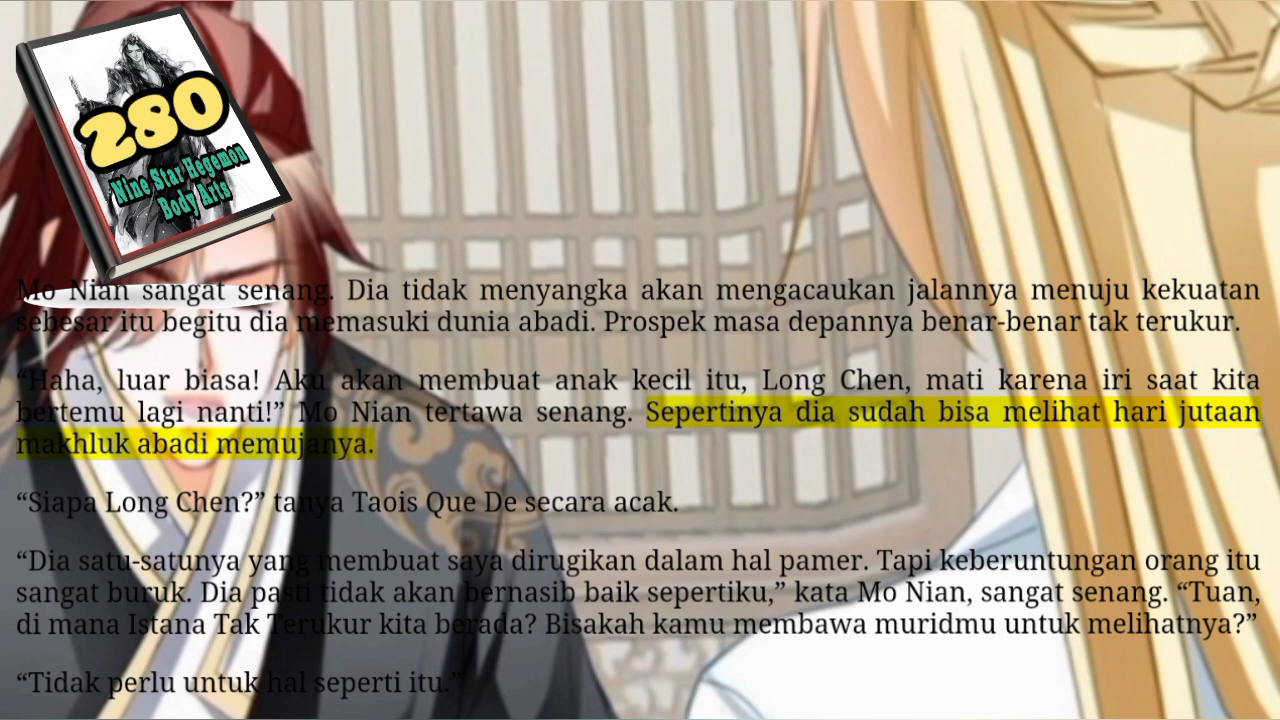 280
Nine Star Hegemon
Body Arts
Mo Nian sangat senang. Dia tidak menyangka akan mengacaukan jalannya menuju kekuatan
sebesar itu begitu dia memasuki dunia abadi. Prospek masa depannya benar-benar tak terukur.
“Haha, luar biasa! Aku akan membuat anak kecil itu, Long Chen, mati karena iri saat kita
bertemu lagi nanti!” Mo Nian tertawa senang. Sepertinya dia sudah bisa melihat hari jutaan
makhluk abadi memujanya.
“Siapa Long Chen?” tanya Taois Que De secara acak.
“Dia satu-satunya yang membuat saya dirugikan dalam hal pamer. Tapi keberuntungan orang itu
sangat buruk. Dia pasti tidak akan bernasib baik sepertiku,” kata Mo Nian, sangat senang. “Tuan,
di mana Istana Tak Terukur kita berada? Bisakah kamu membawa muridmu untuk melihatnya?”
“Tidak perlu untuk hal seperti itu.”